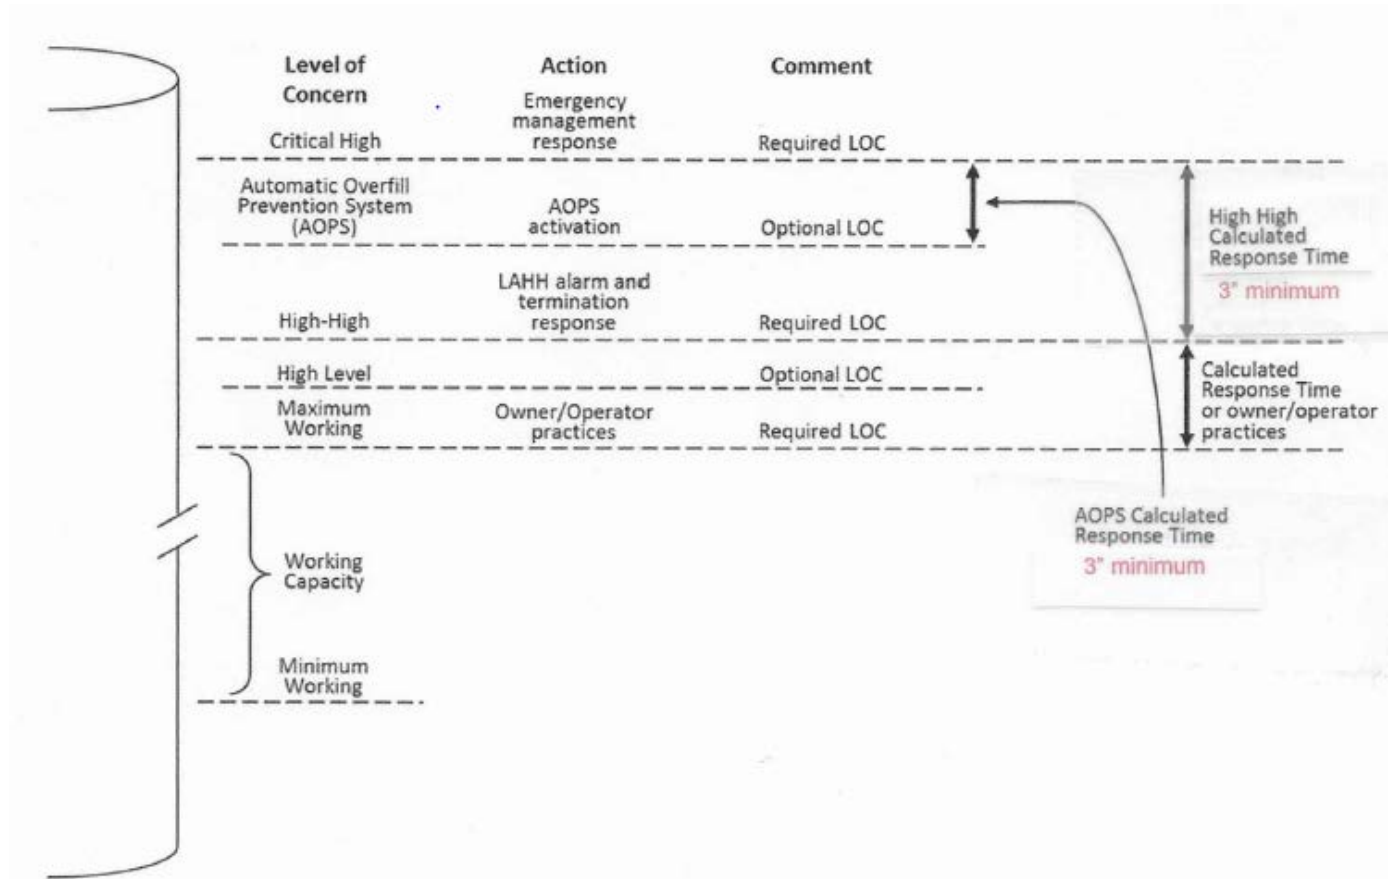 Level of
Concern
Action
Comment
Critical High
Emergency
management
response
Required LOC
Automatic Overfill
Prevention System
(AOPS)
AOPS
activation
Optional LOC
High High
Calculated
Response Time
3" minimum
High-High
LAHH alarm and
termination
response
Required LOC
High Level
Optional LOC
Calculated
Response Time
or owner/operator
practices
Maximum
Working
Owner/Operator
practices
Required LOC
AOPS Calculated
Response Time
3" minimum
Working
Capacity
Minimum
Working